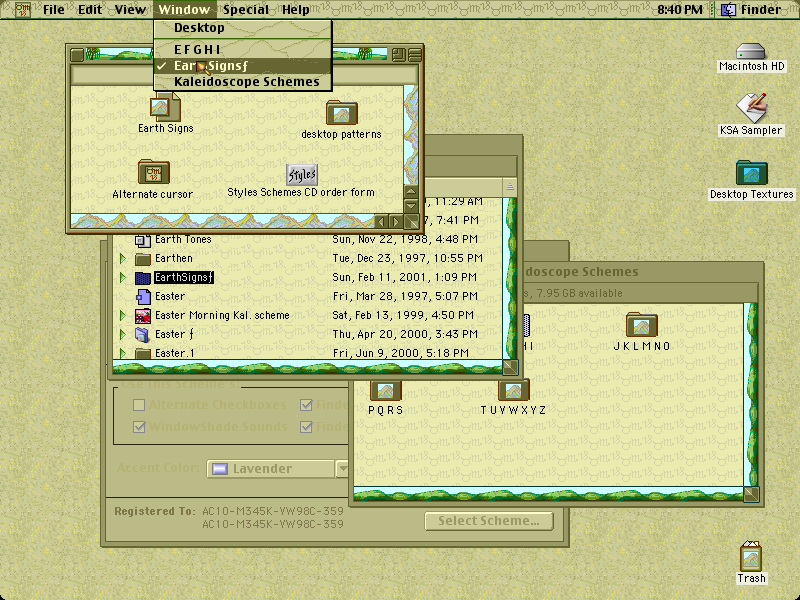 File Edit View Window Special Help 8:40 PM Finder
Desktop
E F G H I
EarthSignsƒ
Kaleidoscope Schemes
Earth Signs
desktop patterns
Alternate cursor
Styles
Styles Schemes CD order form
Macintosh HD
KSA Sampler
Desktop Textures
Trash
11:29 AM
7:41 PM
Earth Tones Sun, Nov 22, 1998, 4:48 PM
Earthen Tue, Dec 23, 1997, 10:55 PM
EarthSignsƒ Sun, Feb 11, 2001, 1:09 PM
Easter Fri, Mar 28, 1997, 5:07 PM
Easter Morning Kal. scheme Sat, Feb 13, 1999, 4:50 PM
Easter ƒ Thu, Apr 20, 2000, 3:43 PM
Easter.1 Fri, Jun 9, 2000, 5:18 PM
doscope Schemes
s, 7.95 GB available
H I
J K L M N O
P Q R S
T U V W X Y Z
Alternate Checkboxes Finde
WindowShade Sounds Finde
Accent Color: Lavender
Registered To: AC10-M345K-YW98C-359
AC10-M345K-YW98C-359
Select Scheme...